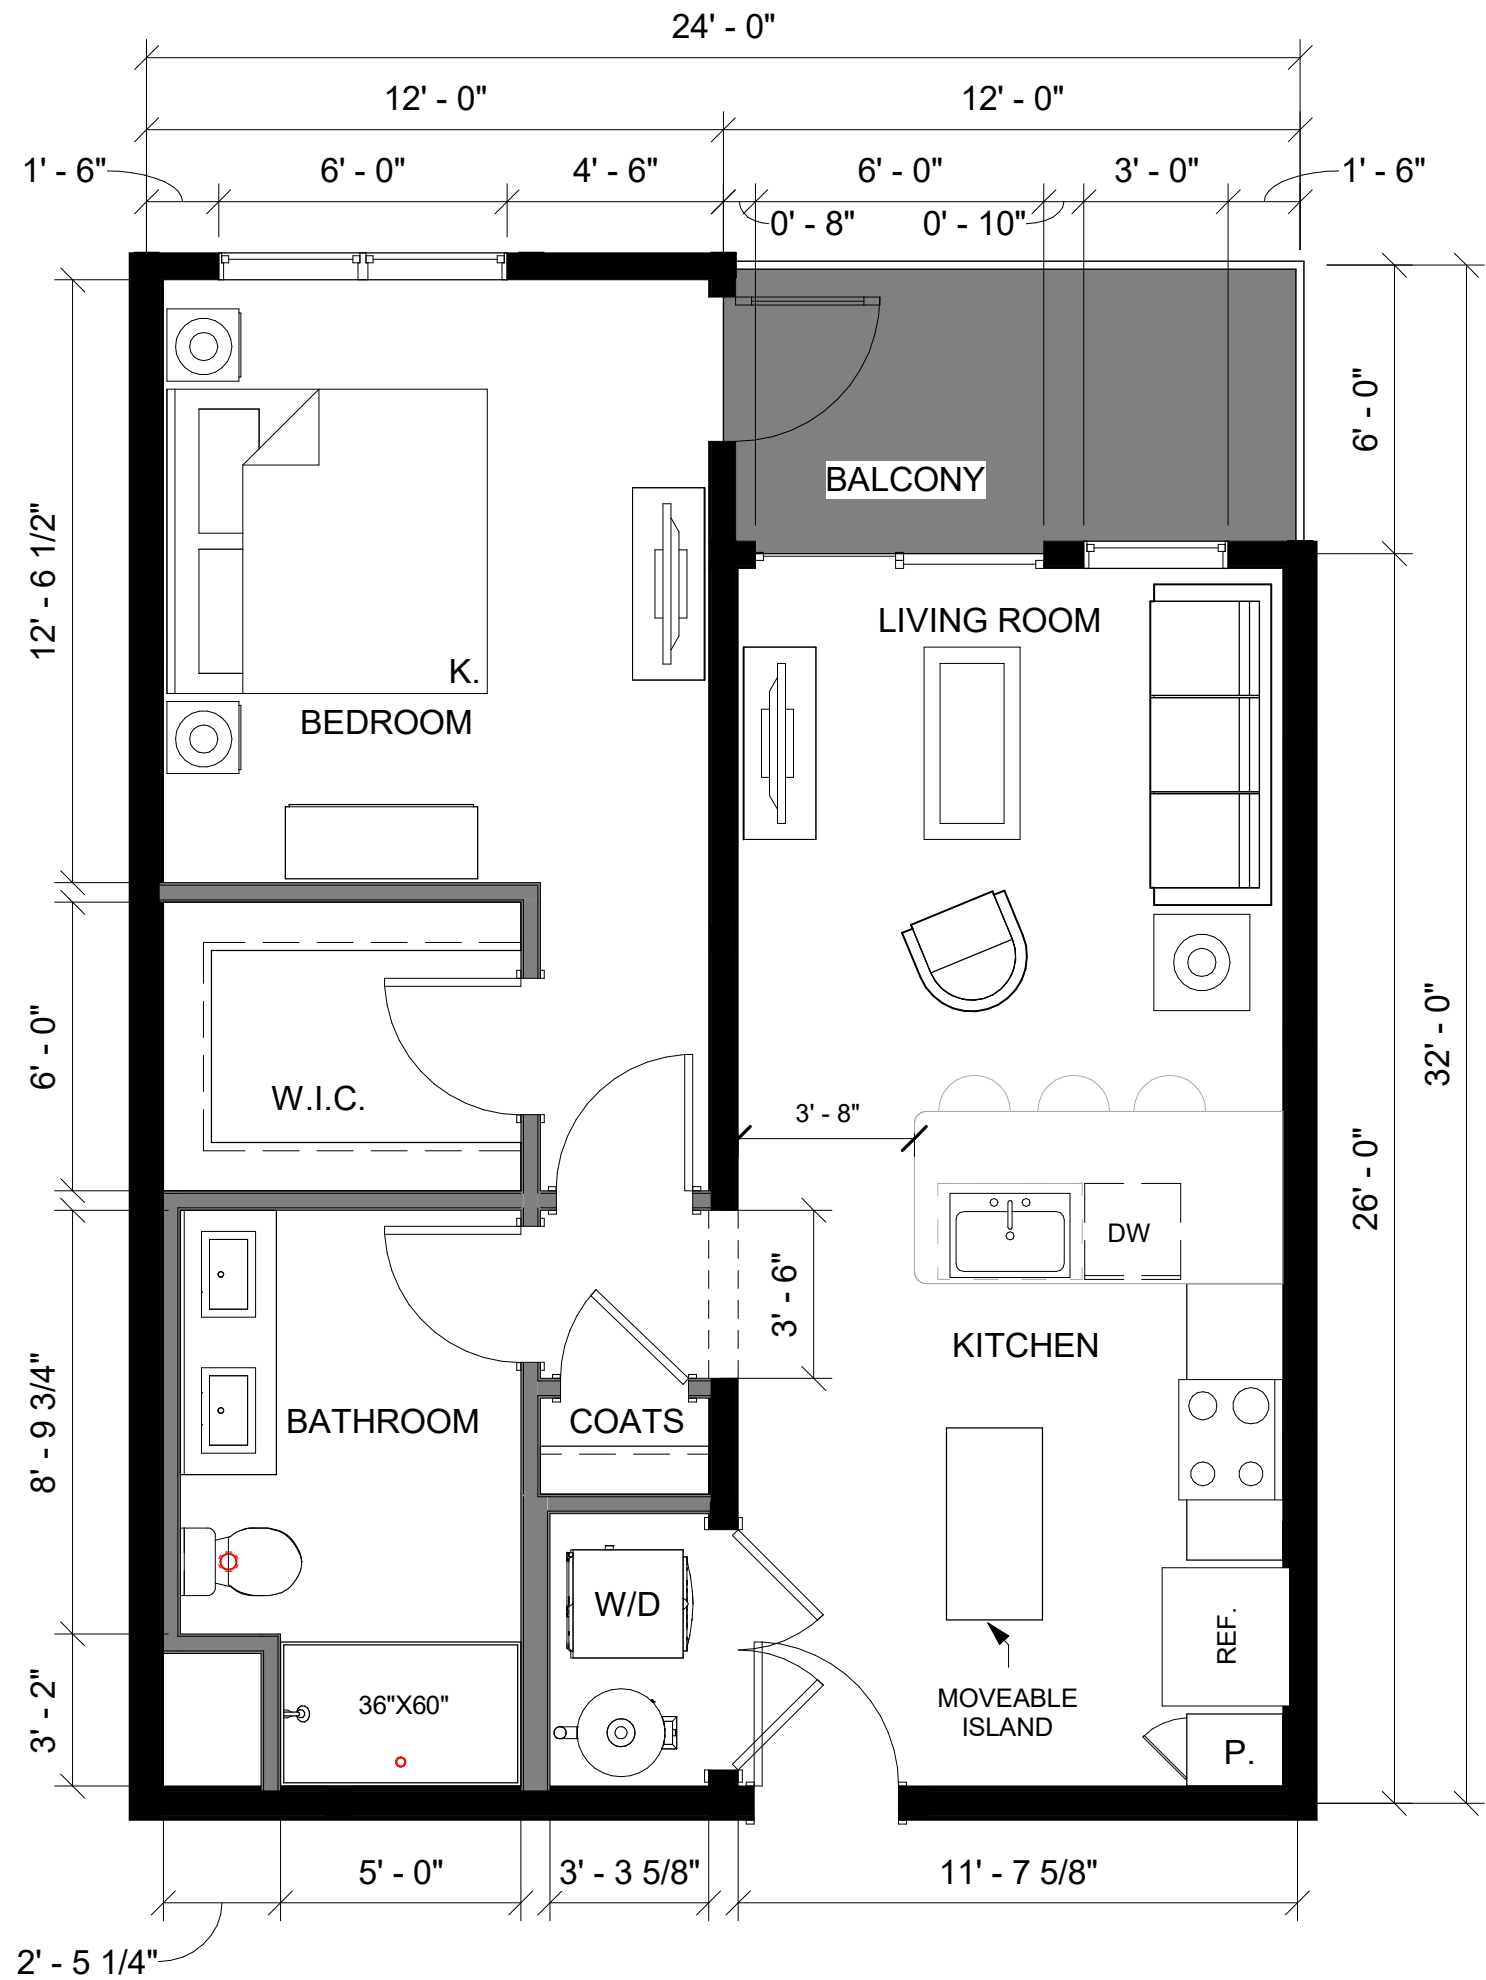 24' - 0"
12' - 0"
12' - 0"
1' - 6"
6' - 0"
4' - 6"
6' - 0"
3' - 0"
1' - 6"
0' - 8"
0' - 10"
6' - 0"
BALCONY
12' - 6 1/2"
LIVING ROOM
K.
BEDROOM
32' - 0"
6' - 0"
W.I.C.
3' - 8"
26' - 0"
DW
3' - 6"
KITCHEN
8' - 9 3/4"
BATHROOM
COATS
W/D
REF.
3' - 2"
36"X60"
MOVEABLE
ISLAND
P.
5' - 0"
3' - 3 5/8"
11' - 7 5/8"
2' - 5 1/4"